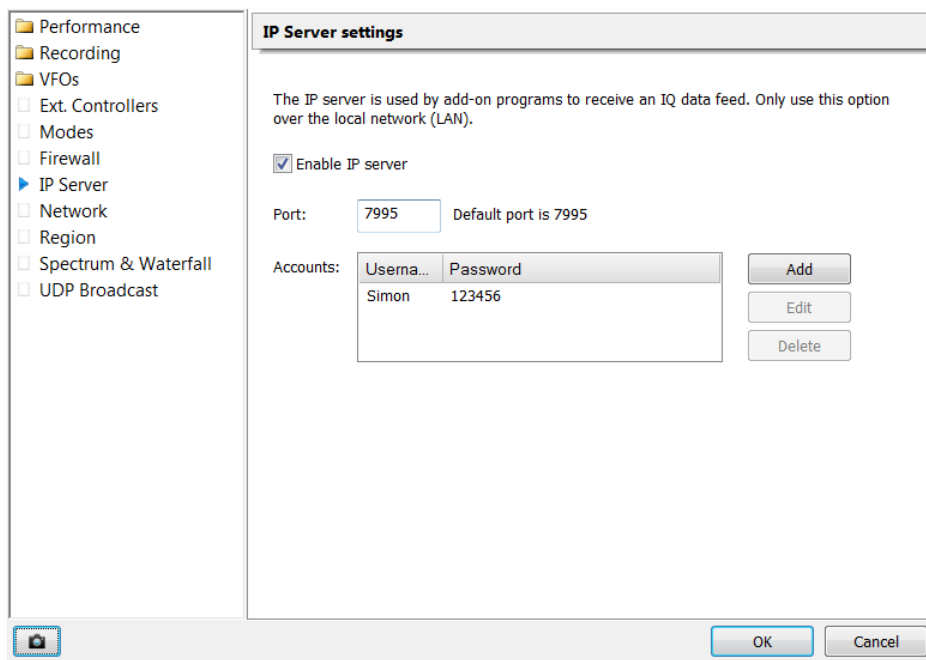 Performance
Recording
VFOs
Ext. Controllers
Modes
Firewall
IP Server
Network
Region
Spectrum & Waterfall
UDP Broadcast
IP Server settings
The IP server is used by add-on programs to receive an IQ data feed. Only use this option
over the local network (LAN).
Enable IP server
Port: 7995 Default port is 7995
Accounts:
Userna... Password
Simon 123456
Add
Edit
Delete
OK Cancel